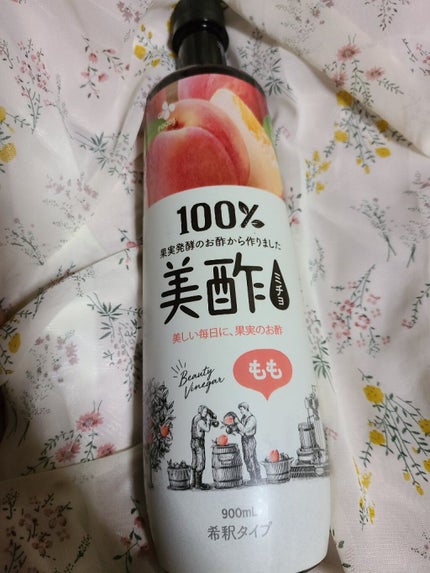 100%
果実発酵のお酢から作りました
美酢
ミチョ
美しい毎日に、果実のお酢
Beauty
Vinegar
もも
900mL
希釈タイプ